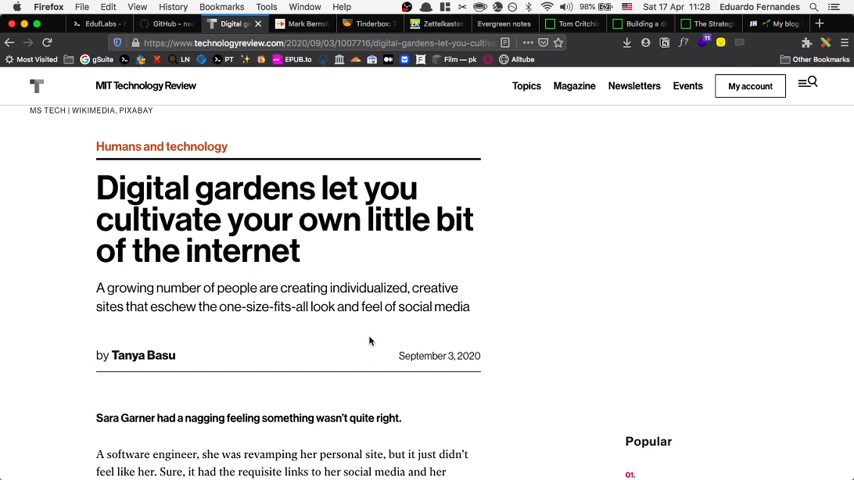 Firefox File Edit View History Bookmarks Tools Window Help 98% Sat 17 Apr 11:28 Eduardo Fernandes
EdufLabs - GitHub - ne Digital g Mark Bernst Tinderbox: T Zettelkasten Evergreen notes Tom Critchl Building a di The Strateg My blog
https://www.technologyreview.com/2020/09/03/1007716/digital-gardens-let-you-cultiv 11
Most Visited gSuite LN PT EPUB.to Film — pk Alltube Other Bookmarks
MIT Technology Review Topics Magazine Newsletters Events My account
MS TECH | WIKIMEDIA, PIXABAY
Humans and technology
Digital gardens let you
cultivate your own little bit
of the internet
A growing number of people are creating individualized, creative
sites that eschew the one-size-fits-all look and feel of social media
by Tanya Basu September 3, 2020
Sara Garner had a nagging feeling something wasn't quite right.
A software engineer, she was revamping her personal site, but it just didn't
feel like her. Sure, it had the requisite links to her social media and her
Popular
01.